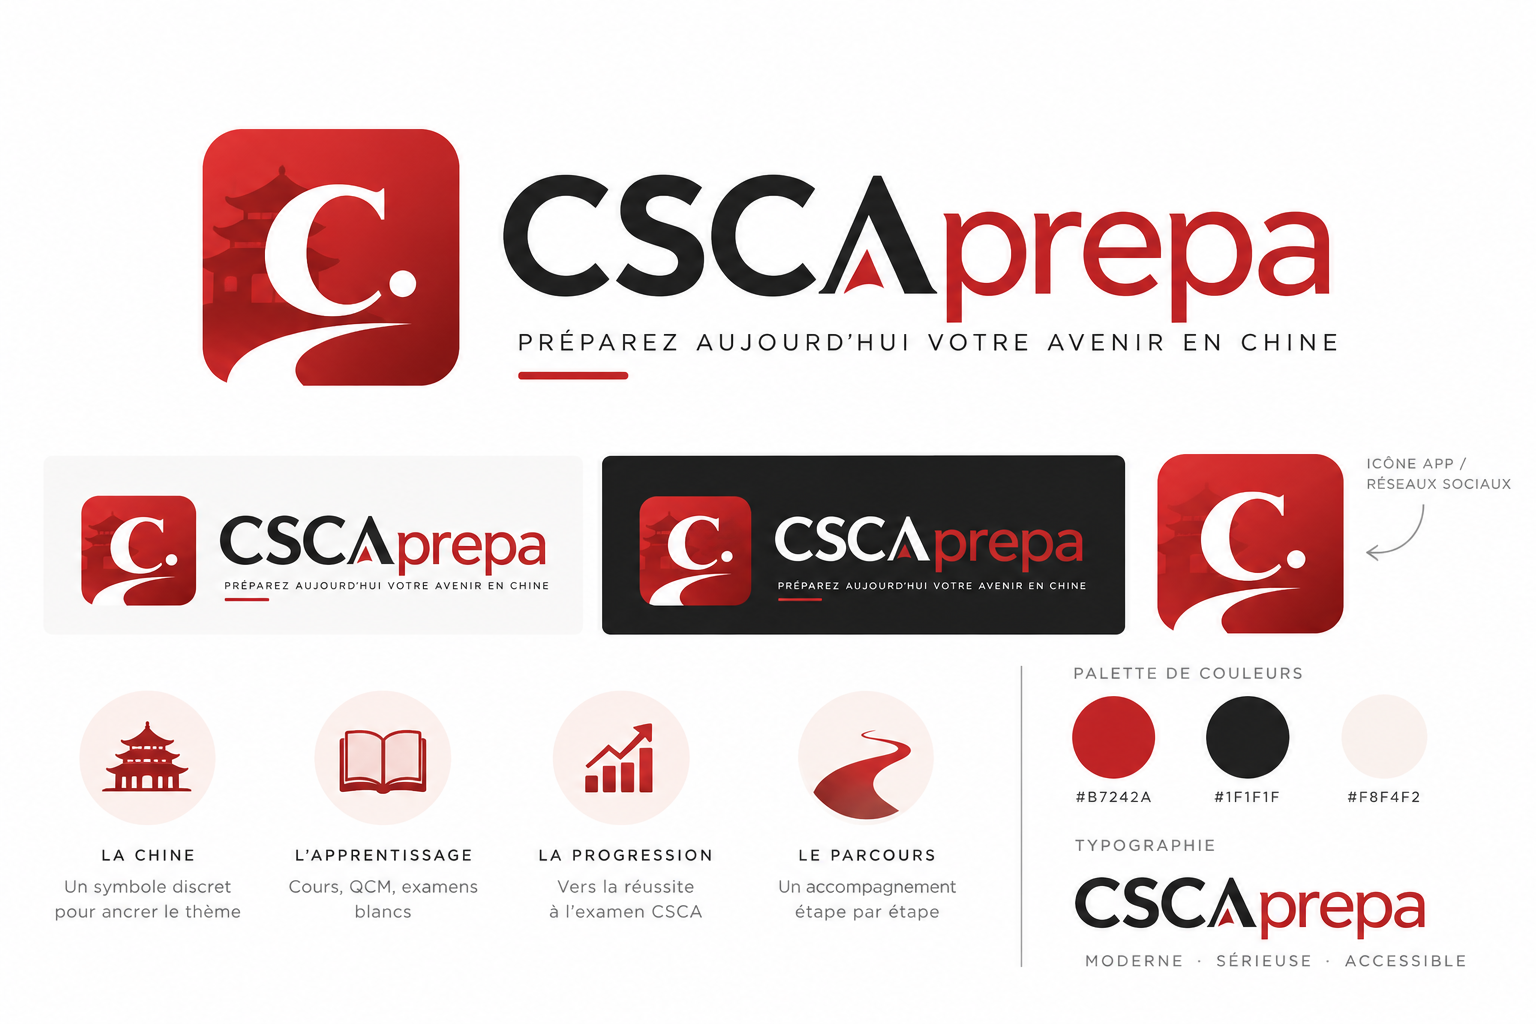 C.
CSCAprepa
PRÉPAREZ AUJOURD’HUI VOTRE AVENIR EN CHINE
C.
CSCAprepa
PRÉPAREZ AUJOURD’HUI VOTRE AVENIR EN CHINE
C.
CSCAprepa
PRÉPAREZ AUJOURD’HUI VOTRE AVENIR EN CHINE
C.
ICÔNE APP /
RÉSEAUX SOCIAUX
LA CHINE
Un symbole discret
pour ancrer le thème
L’APPRENTISSAGE
Cours, QCM, examens
blancs
LA PROGRESSION
Vers la réussite
à l’examen CSCA
LE PARCOURS
Un accompagnement
étape par étape
PALETTE DE COULEURS
#B7242A
#1F1F1F
#F8F4F2
TYPOGRAPHIE
CSCAprepa
MODERNE · SÉRIEUSE · ACCESSIBLE